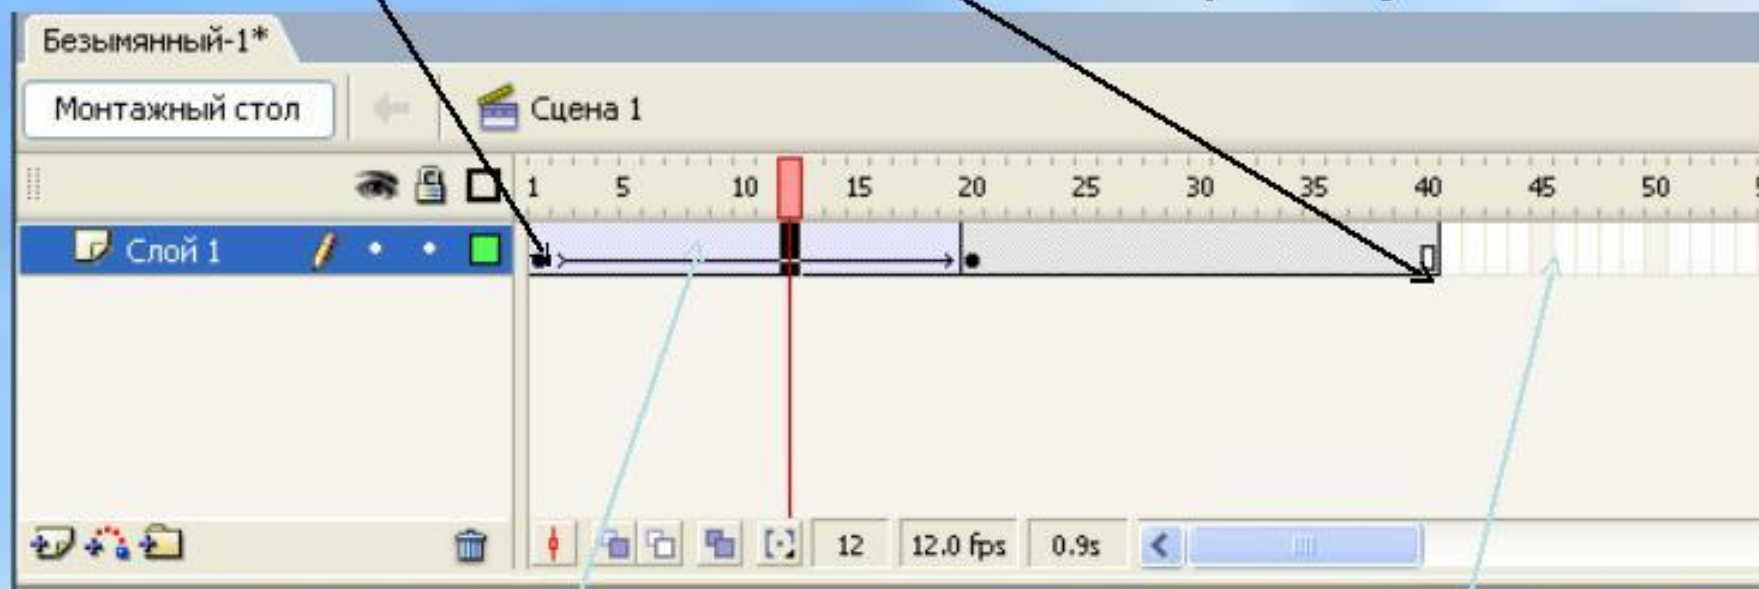 Безымянный-1*
Монтажный стол
Сцена 1
1 5 10 15 20 25 30 35 40 45 50
Слой 1
12 12.0 fps 0.9s